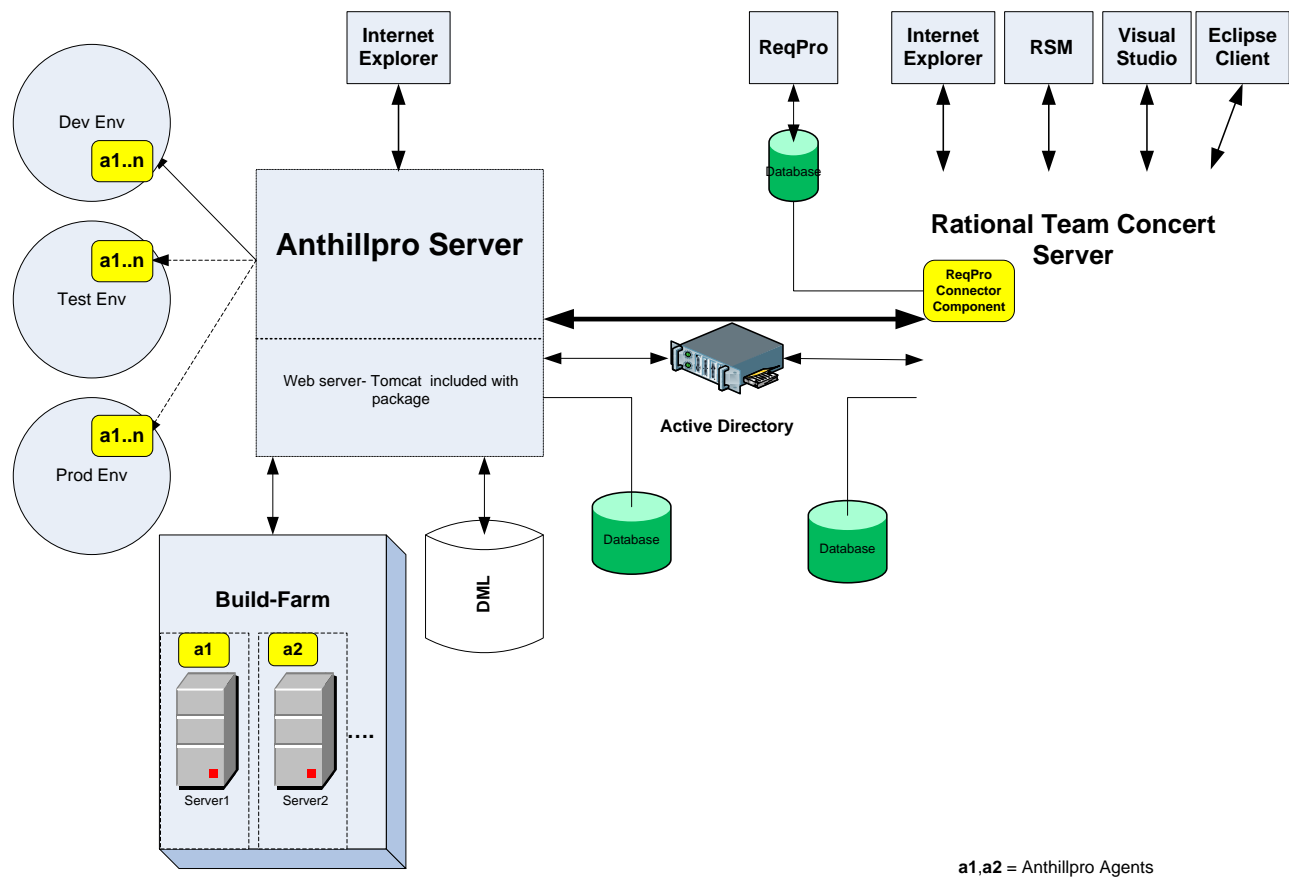 Internet
Explorer
ReqPro
Internet
Explorer
RSM
Visual
Studio
Eclipse
Client
Dev Env
a1..n
Database
Anthillpro Server
Rational Team Concert
Server
a1..n
Test Env
ReqPro
Connector
Component
Web server- Tomcat included with
package
Active Directory
a1..n
Prod Env
Database
Database
DML
Build-Farm
a1
a2
....
Server1
Server2
a1,a2 = Anthillpro Agents